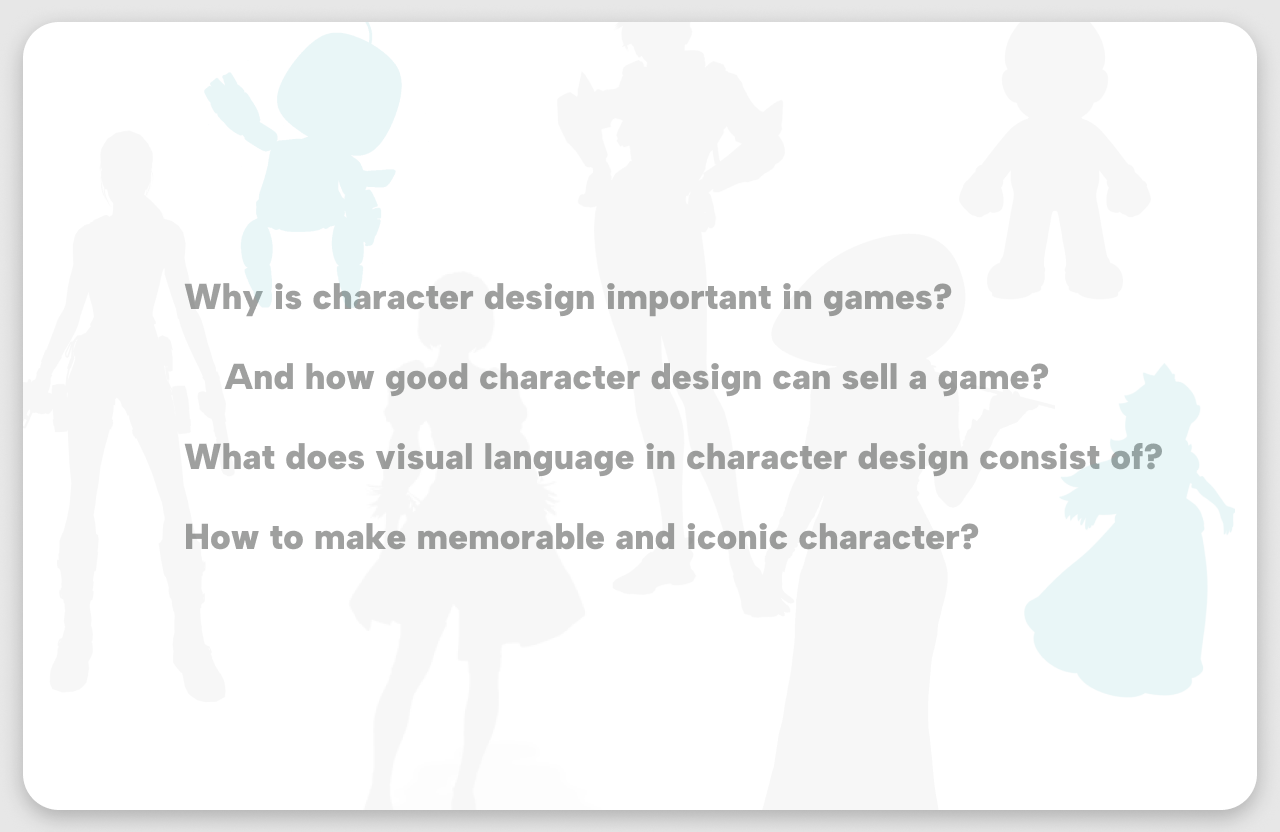 Why is character design important in games?
And how good character design can sell a game?
What does visual language in character design consist of?
How to make memorable and iconic character?